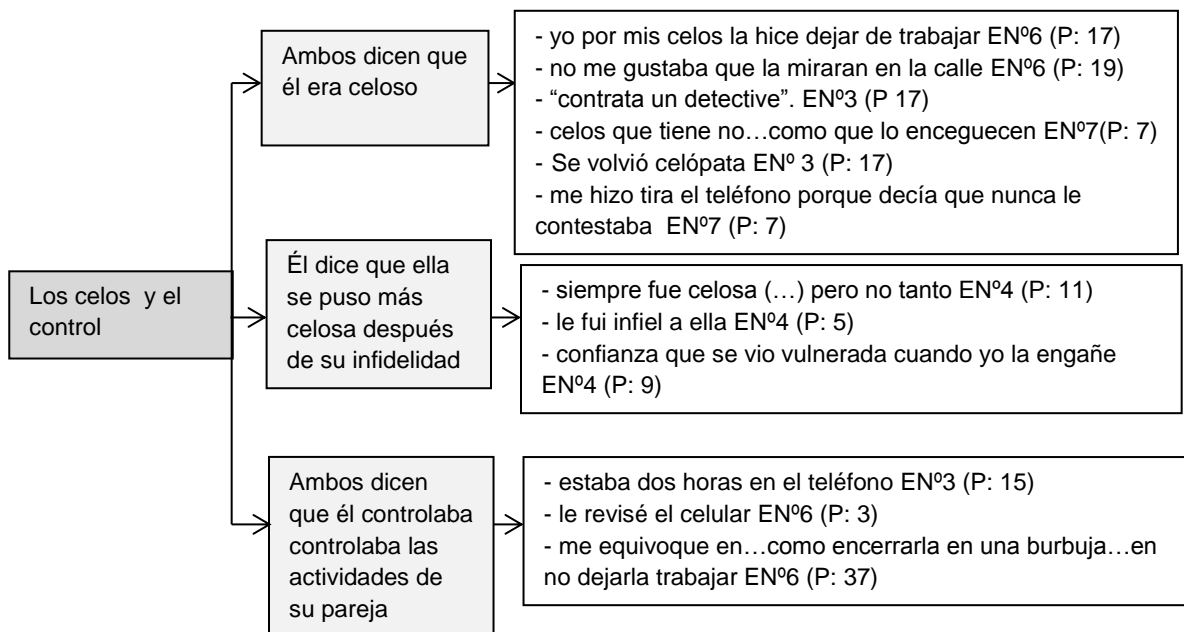 Ambos dicen que
él era celoso
- yo por mis celos la hice dejar de trabajar ENº6 (P: 17)
- no me gustaba que la miraran en la calle ENº6 (P: 19)
- “contrata un detective”. ENº3 (P 17)
- celos que tiene no…como que lo enceguecen ENº7(P: 7)
- Se volvió celópata ENº 3 (P: 17)
- me hizo tira el teléfono porque decía que nunca le
contestaba ENº7 (P: 7)
Los celos y el
control
Él dice que ella
se puso más
celosa después
de su infidelidad
- siempre fue celosa (…) pero no tanto ENº4 (P: 11)
- le fui infiel a ella ENº4 (P: 5)
- confianza que se vio vulnerada cuando yo la engañe
ENº4 (P: 9)
Ambos dicen
que él controlaba
controlaba las
actividades de
su pareja
- estaba dos horas en el teléfono ENº3 (P: 15)
- le revisé el celular ENº6 (P: 3)
- me equivoque en…como encerrarla en una burbuja…en
no dejarla trabajar ENº6 (P: 37)